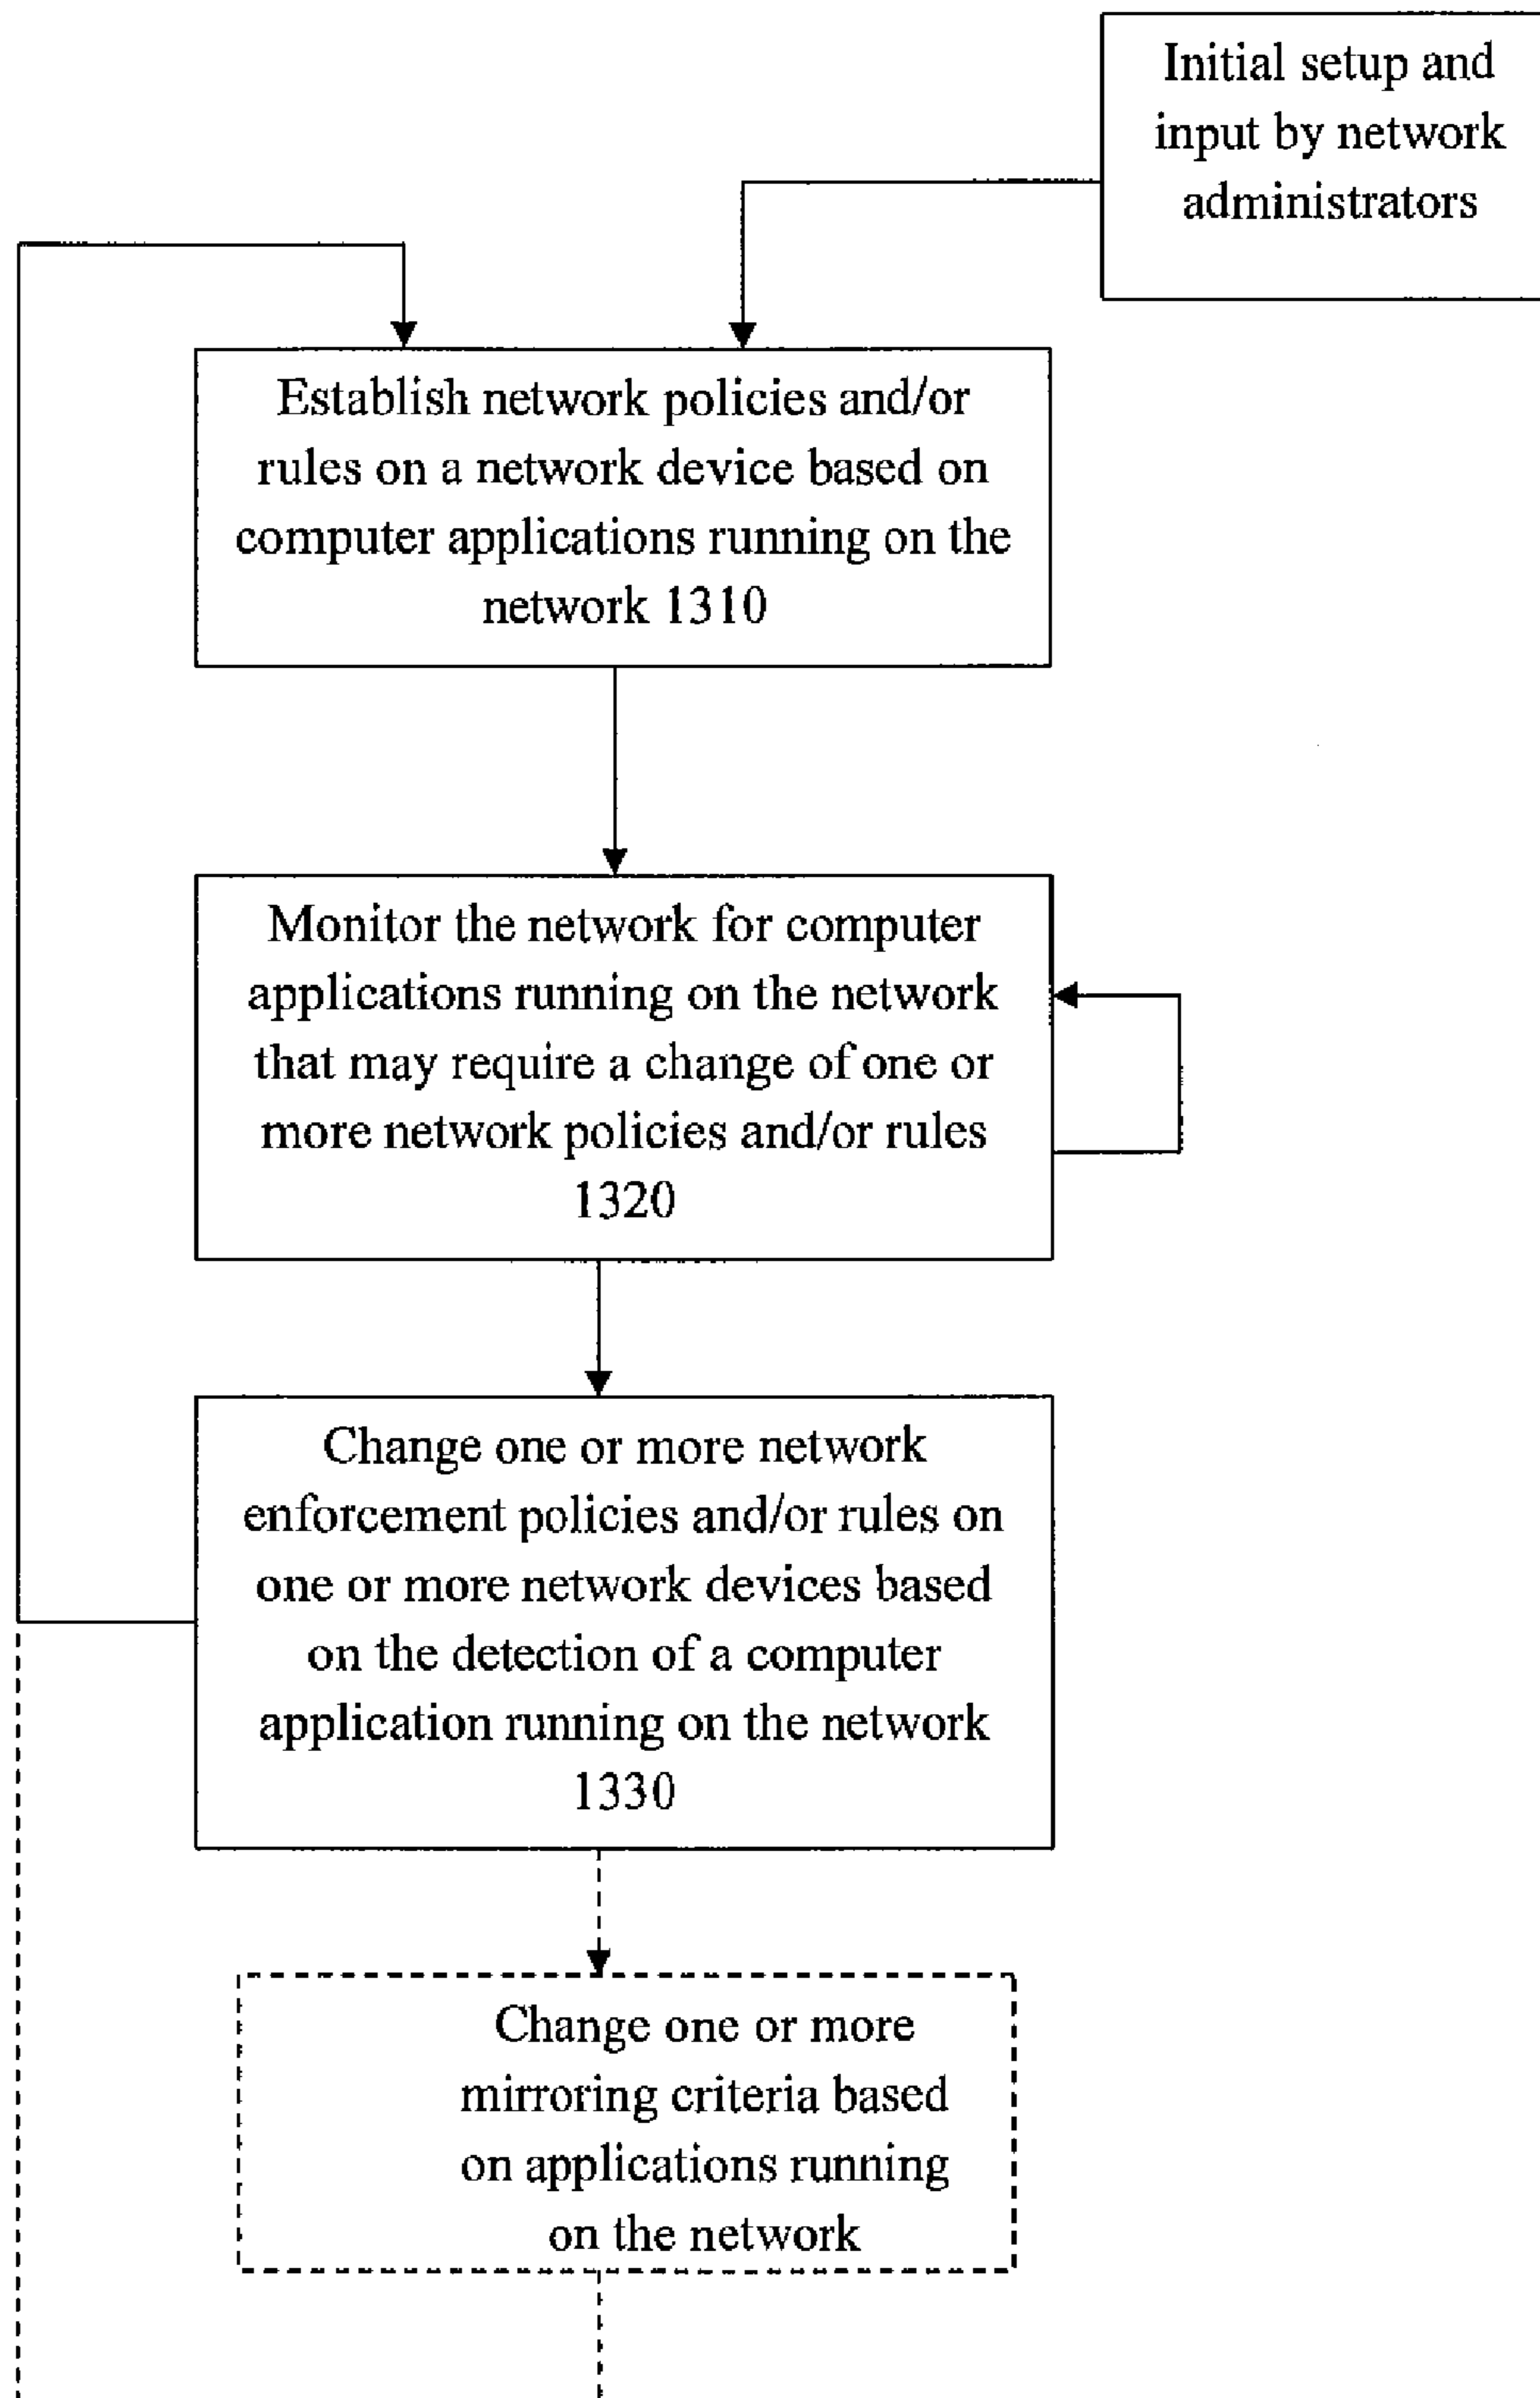 Initial setup and
input by network
administrators
Establish network policies and/or
rules on a network device based on
computer applications running on the
network 1310
Monitor the network for computer
applications running on the network
that may require a change of one or
more network policies and/or rules
1320
Change one or more network
enforcement policies and/or rules on
one or more network devices based
on the detection of a computer
application running on the network
1330
Change one or more
mirroring criteria based
on applications running
on the network